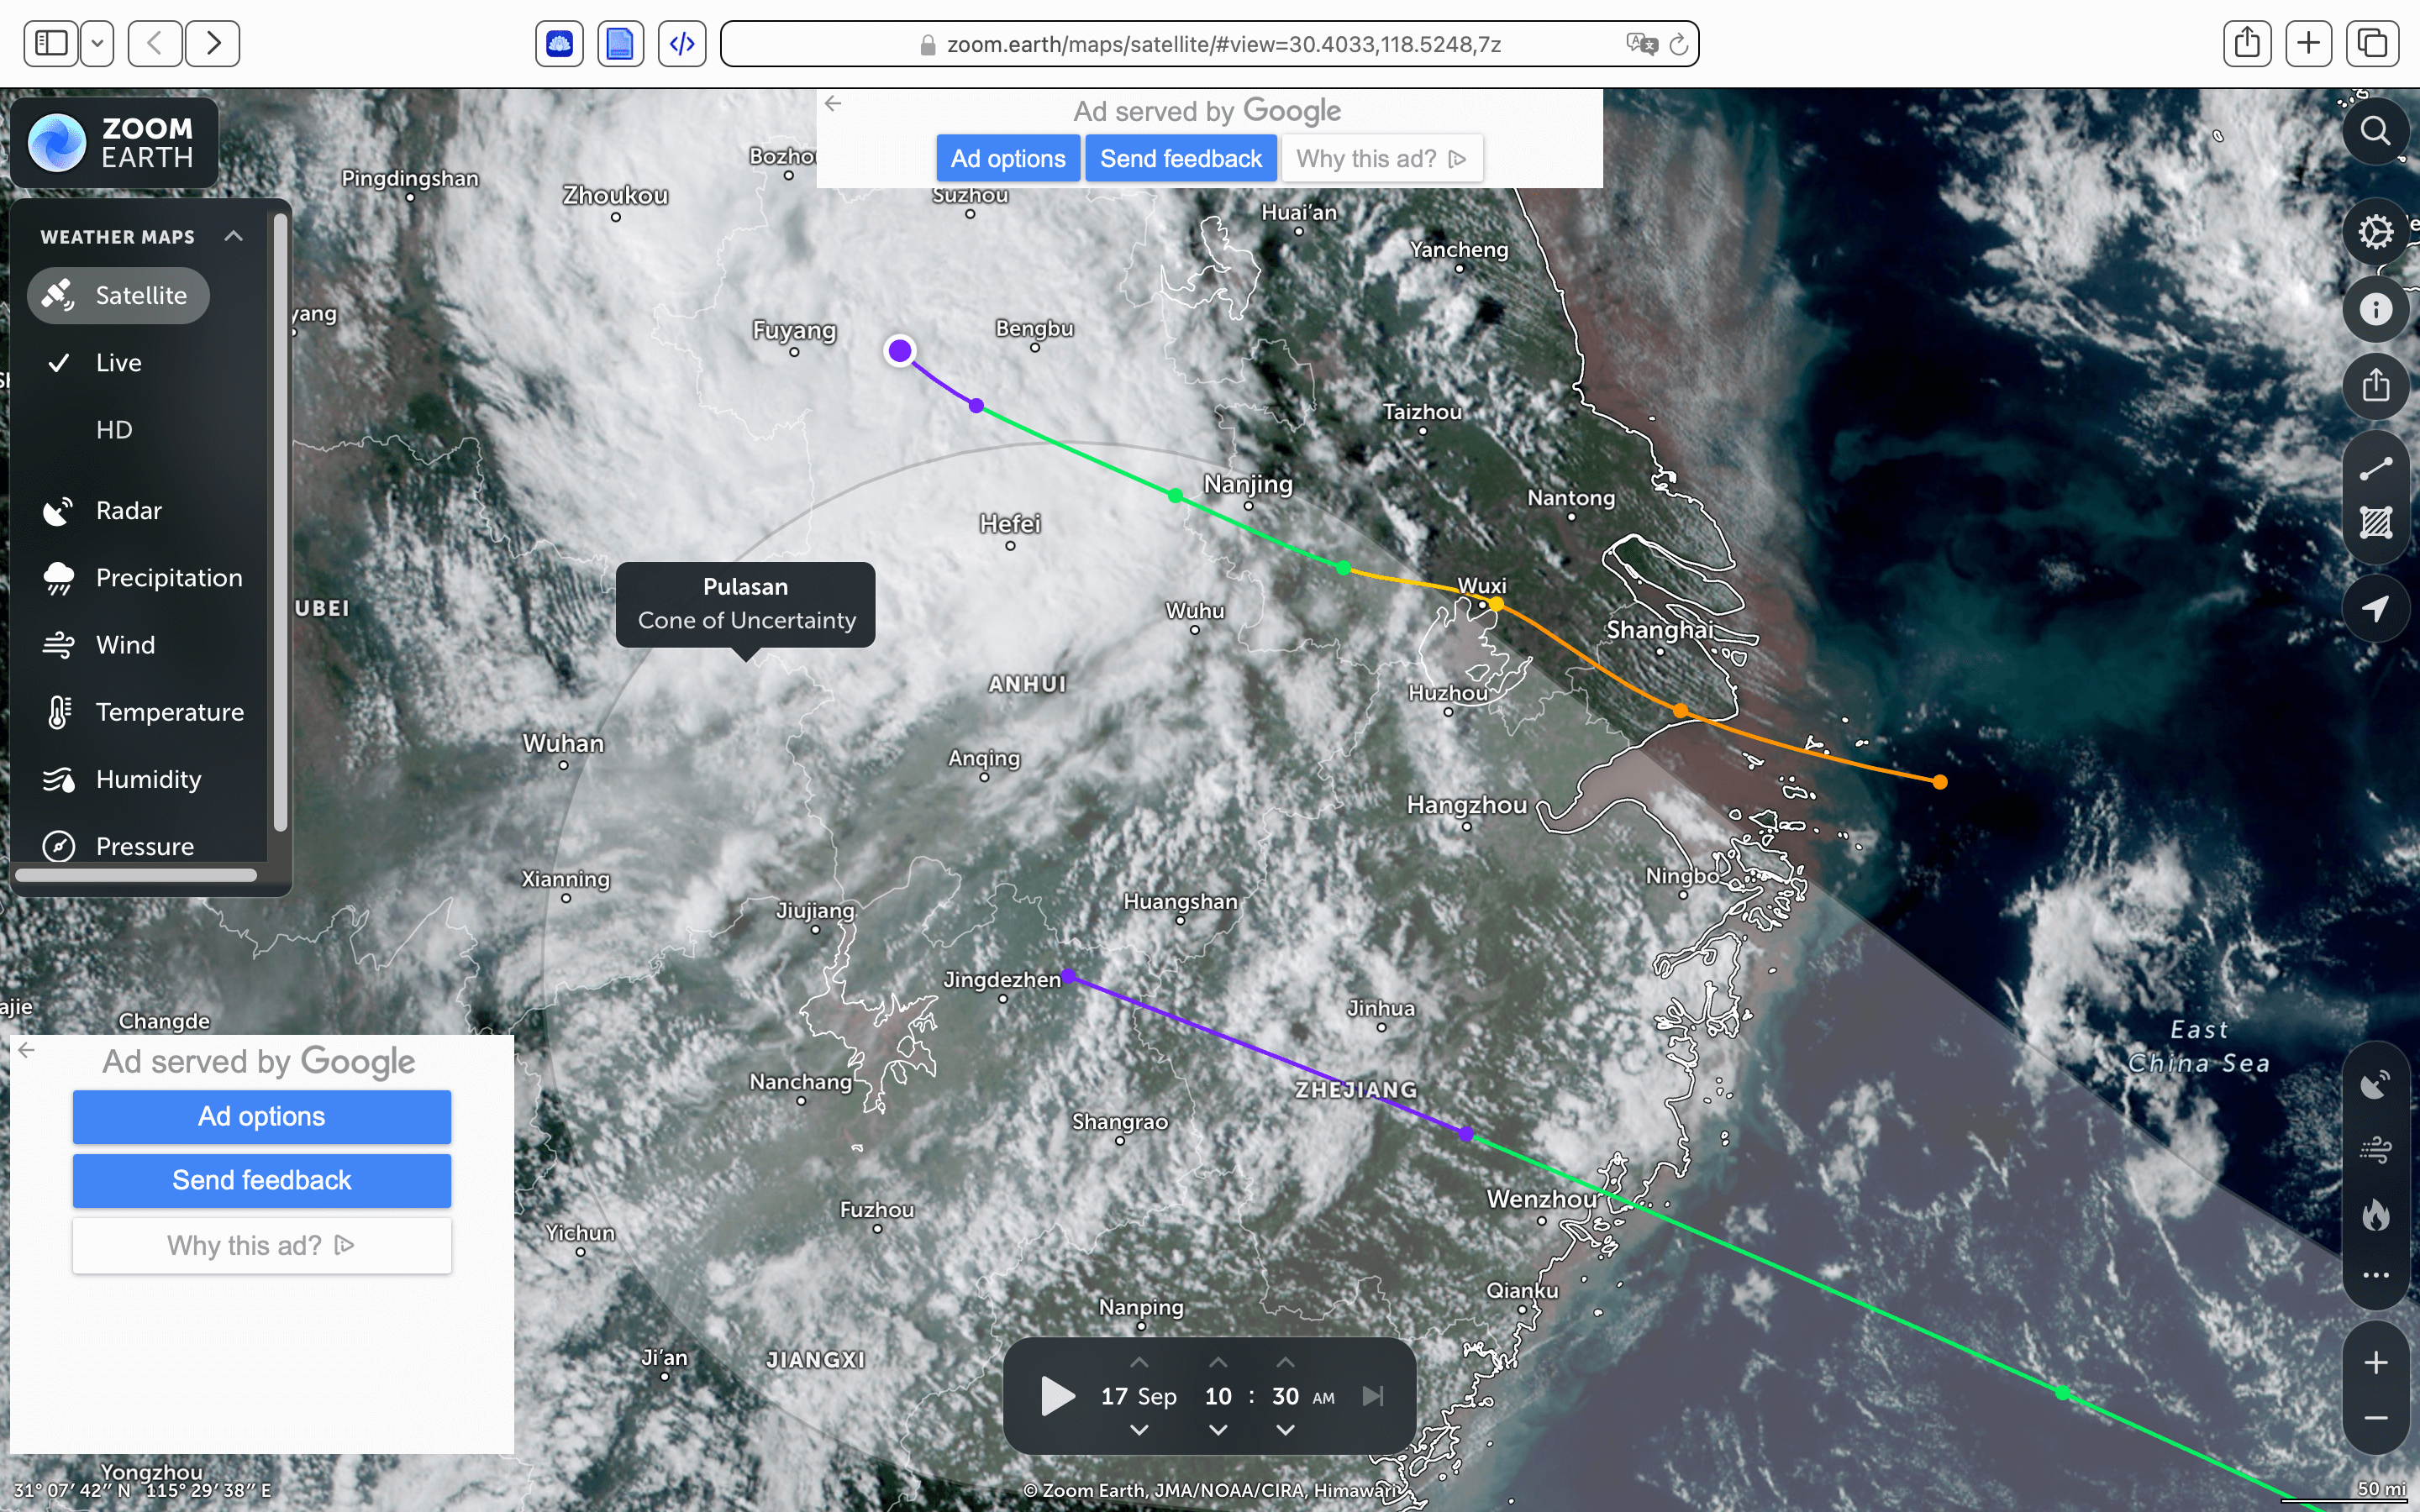 zoom.earth/maps/satellite/#view=30.4033,118.5248,7z
ZOOM
EARTH
Ad served by Google
Ad options
Send feedback
Why this ad?
WEATHER MAPS
Satellite
Live
HD
Radar
Precipitation
Wind
Temperature
Humidity
Pressure
Pingdingshan
Zhoukou
Suzhou
Huai'an
Yancheng
yang
Fuyang
Bengbu
Taizhou
Nanjing
Nantong
Hefei
Pulasan
Cone of Uncertainty
Wuxi
UBEI
Wuhu
Shanghai
ANHUI
Huzhou
Wuhan
Anqing
Hangzhou
Xianning
Ningbo
Huangshan
Jiujiang
Jingdezhen
ajie
Changde
Jinhua
East
China Sea
Nanchang
ZHEJIANG
Shangrao
Wenzhou
Fuzhou
Yichun
Qianku
Nanping
Ji'an
JIANGXI
Ad served by Google
Ad options
Send feedback
Why this ad?
17 Sep 10 : 30 AM
Yongzhou
31° 07′ 42″ N 115° 29′ 38″ E
© Zoom Earth, JMA/NOAA/CIRA, Himawari
50 mi